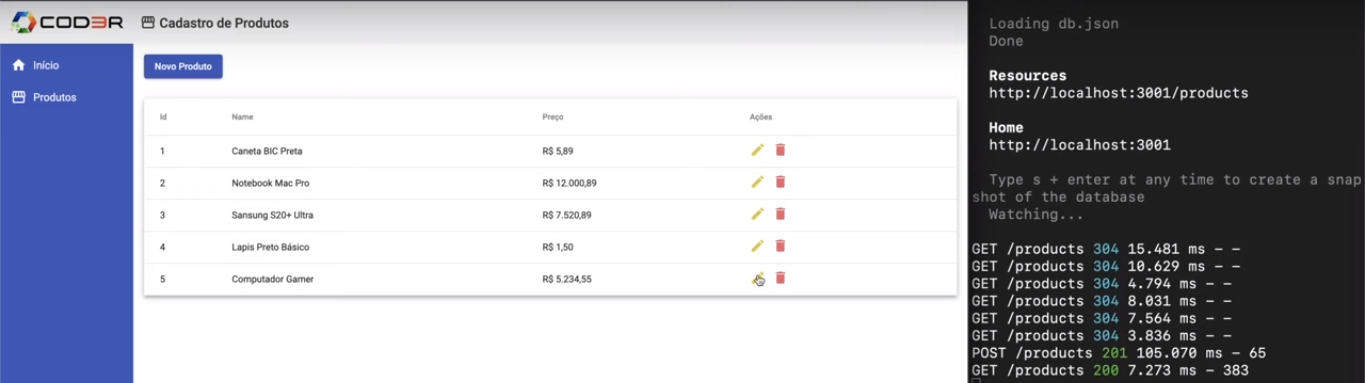 COD3R
Cadastro de Produtos
Início
Produtos
Novo Produto
Id Name Preço Ações
1 Caneta BIC Preta R$ 5,89
2 Notebook Mac Pro R$ 12.000,89
3 Sansung S20+ Ultra R$ 7.520,89
4 Lapis Preto Básico R$ 1,50
5 Computador Gamer R$ 5.234,55
Loading db.json
Done
Resources
http://localhost:3001/products
Home
http://localhost:3001
Type s + enter at any time to create a snap
shot of the database
Watching...
GET /products 304 15.481 ms - -
GET /products 304 10.629 ms - -
GET /products 304 4.794 ms - -
GET /products 304 8.031 ms - -
GET /products 304 7.564 ms - -
GET /products 304 3.836 ms - -
POST /products 201 105.070 ms - 65
GET /products 200 7.273 ms - 383